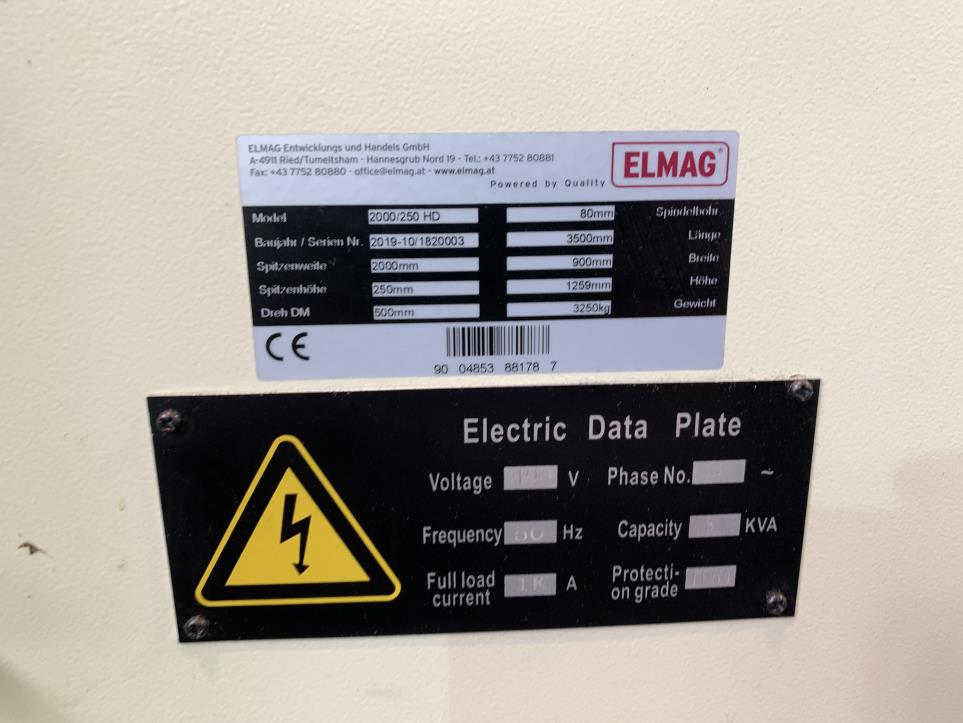 ELMAG Entwicklungs und Handels GmbH
A-4911 Ried/Tumeltsham - Hannesgrub Nord 19 - Tel.: +43 7752 80881
Fax: +43 7752 80880 - office@elmag.at - www.elmag.at
Powered by Quality
ELMAG®
Model 2000/250 HD 80mm Spindelbohr.
Baujahr / Serien Nr. 2019-10/1820003 3500mm Länge
Spitzenweite 2000mm 900mm Breite
Spitzenhöhe 250mm 1259mm Höhe
Dreh DM 500mm 3250kg Gewicht
CE
90 04853 88178 7
Electric Data Plate
Voltage V Phase No. ~
Frequency 50 Hz Capacity KVA
Full load current A Protecti-on grade